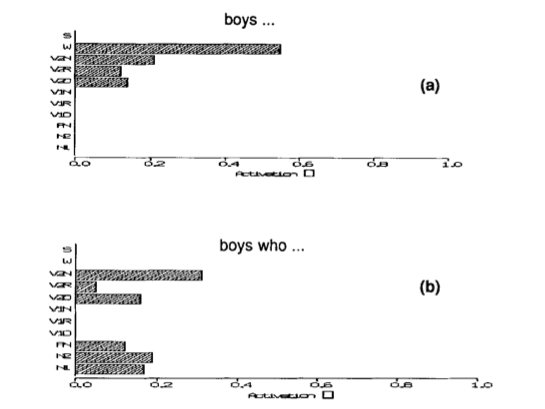 boys ...
S
W
V2N
V2R
V2O
V1N
V1R
V1O
PN
N2
N1
(a)
0.0 0.2 0.4 0.6 0.8 1.0
Activation
boys who ...
S
W
V2N
V2R
V2O
V1N
V1R
V1O
PN
N2
N1
(b)
0.0 0.2 0.4 0.6 0.8 1.0
Activation